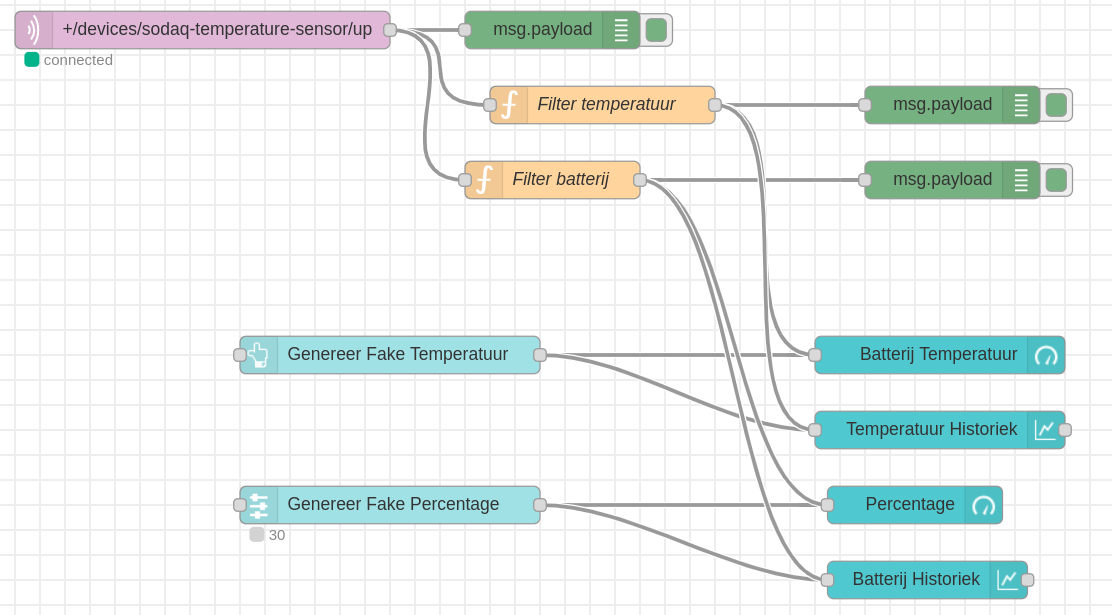 +/devices/sodaq-temperature-sensor/up
msg.payload
connected
Filter temperatuur
msg.payload
Filter batterij
msg.payload
Genereer Fake Temperatuur
Batterij Temperatuur
Temperatuur Historiek
Genereer Fake Percentage
Percentage
30
Batterij Historiek